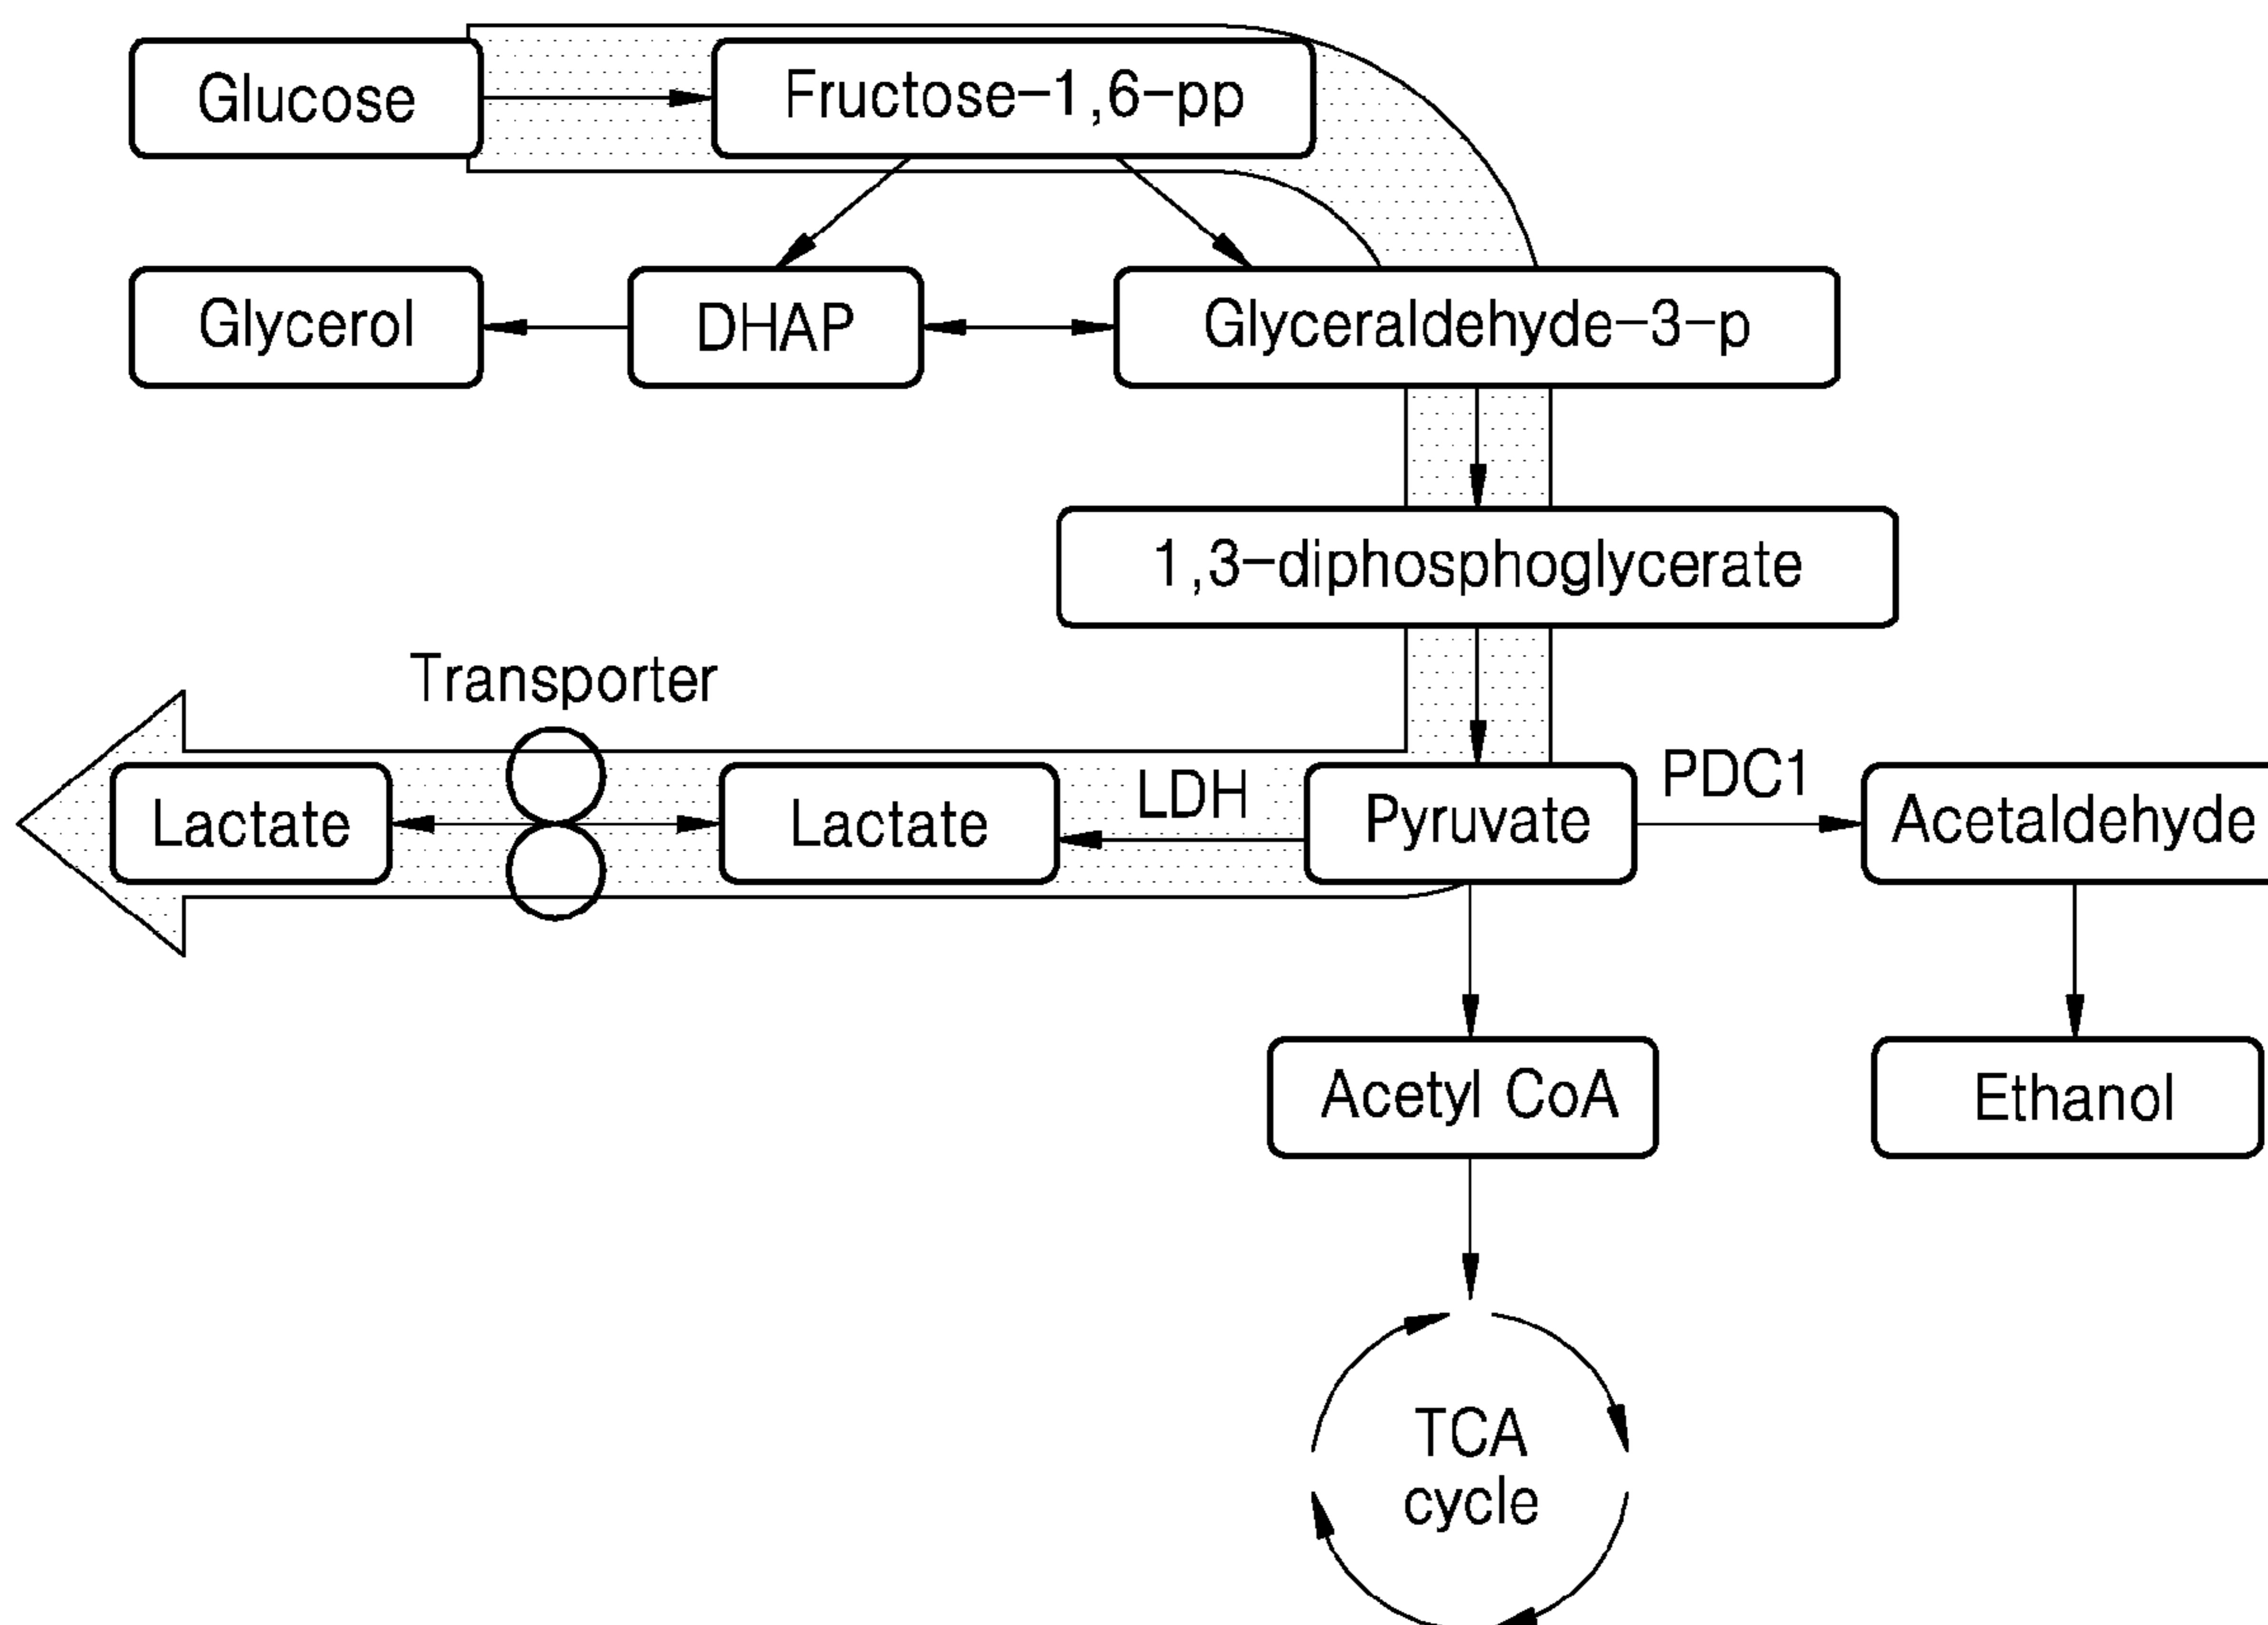 Glucose
Fructose-1,6-pp
Glycerol
DHAP
Glyceraldehyde-3-p
1,3-diphosphoglycerate
Transporter
Lactate
Lactate
LDH
Pyruvate
PDC1
Acetaldehyde
Acetyl CoA
Ethanol
TCA
cycle